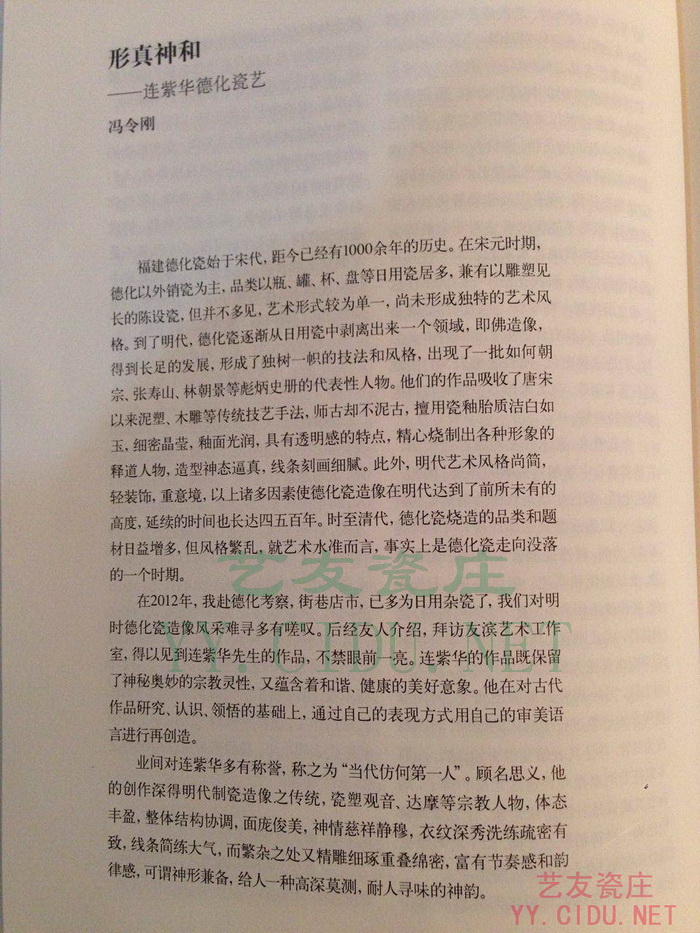 形真神和
——连紫华德化瓷艺
冯令刚
福建德化瓷始于宋代，距今已经有1000余年的历史。在宋元时期，
德化以外销瓷为主，品类以瓶、罐、杯、盘等日用瓷居多，兼有以雕塑见
长的陈设瓷，但并不多见，艺术形式较为单一，尚未形成独特的艺术风
格。到了明代，德化瓷逐渐从日用瓷中剥离出来一个领域，即佛造像，
得到长足的发展，形成了独树一帜的技法和风格，出现了一批如何朝
宗、张寿山、林朝景等彪炳史册的代表性人物。他们的作品吸收了唐宋
以来泥塑、木雕等传统技艺手法，师古却不泥古，擅用瓷釉胎质洁白如
玉，细密晶莹，釉面光润，具有透明感的特点，精心烧制出各种形象的
释道人物，造型神态逼真，线条刻画细腻。此外，明代艺术风格尚简，
轻装饰，重意境，以上诸多因素使德化瓷造像在明代达到了前所未有的
高度，延续的时间也长达四五百年。时至清代，德化瓷烧造的品类和题
材日益增多，但风格繁乱，就艺术水准而言，事实上是德化瓷走向没落
的一个时期。
在2012年，我赴德化考察，街巷店市，已多为日用杂瓷了，我们对明
时德化瓷造像风采难寻多有嗟叹。后经友人介绍，拜访友滨艺术工作
室，得以见到连紫华先生的作品，不禁眼前一亮。连紫华的作品既保留
了神秘奥妙的宗教灵性，又蕴含着和谐、健康的美好意象。他在对古代
作品研究、认识、领悟的基础上，通过自己的表现方式用自己的审美语
言进行再创造。
业间对连紫华多有称誉，称之为“当代仿何第一人”。顾名思义，他
的创作深得明代制瓷造像之传统，瓷塑观音、达摩等宗教人物，体态
丰盈，整体结构协调，面庞俊美，神情慈祥静穆，衣纹深秀洗练疏密有
致，线条简练大气，而繁杂之处又精雕细琢重叠绵密，富有节奏感和韵
律感，可谓神形兼备，给人一种高深莫测，耐人寻味的神韵。
艺友瓷庄
YY.CIDU.NET
艺友瓷庄
YY.CIDU.NET